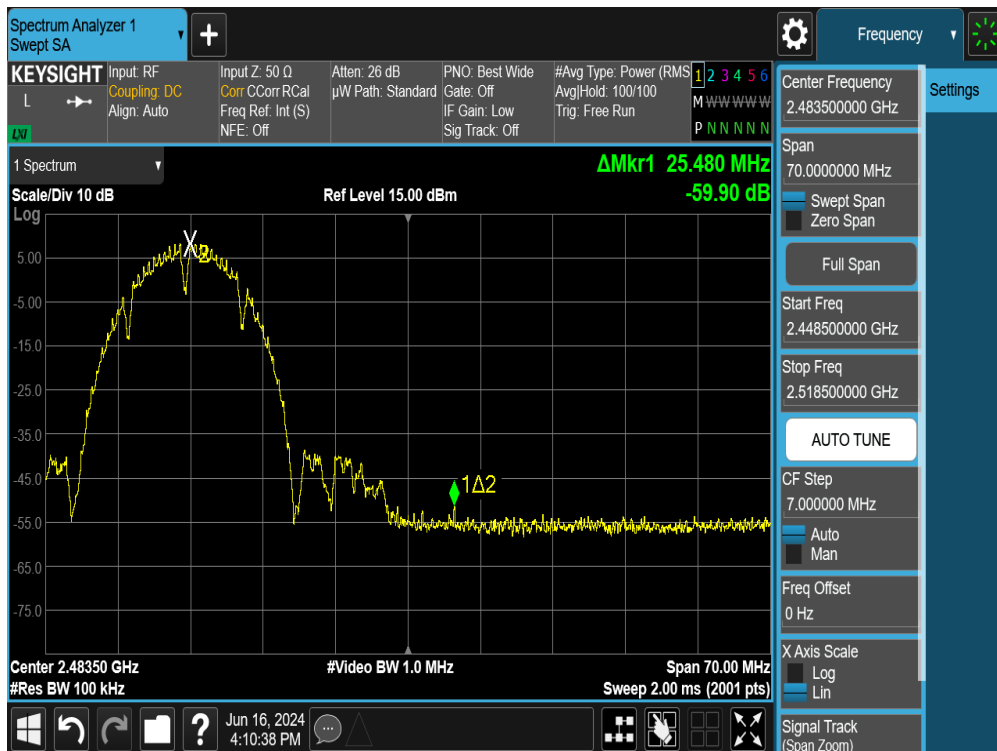 Spectrum Analyzer 1
Swept SA
+
Frequency
KEYSIGHT
L
LXI
Input: RF
Coupling: DC
Align: Auto
Input Z: 50 Ω
Corr CCorr RCal
Freq Ref: Int (S)
NFE: Off
Atten: 26 dB
µW Path: Standard
PNO: Best Wide
Gate: Off
IF Gain: Low
Sig Track: Off
#Avg Type: Power (RMS
Avg|Hold: 100/100
Trig: Free Run
1 2 3 4 5 6
M W W W W W
P N N N N N
Settings
1 Spectrum
ΔMkr1 25.480 MHz
-59.90 dB
Scale/Div 10 dB
Ref Level 15.00 dBm
Log
5.00
-5.00
-15.0
-25.0
-35.0
-45.0
-55.0
-65.0
-75.0
X2
1Δ2
Center 2.48350 GHz
#Video BW 1.0 MHz
Span 70.00 MHz
#Res BW 100 kHz
Sweep 2.00 ms (2001 pts)
Center Frequency
2.483500000 GHz
Span
70.0000000 MHz
Swept Span
Zero Span
Full Span
Start Freq
2.448500000 GHz
Stop Freq
2.518500000 GHz
AUTO TUNE
CF Step
7.000000 MHz
Auto
Man
Freq Offset
0 Hz
X Axis Scale
Log
Lin
Signal Track
(Span Zoom)
?
Jun 16, 2024
4:10:38 PM